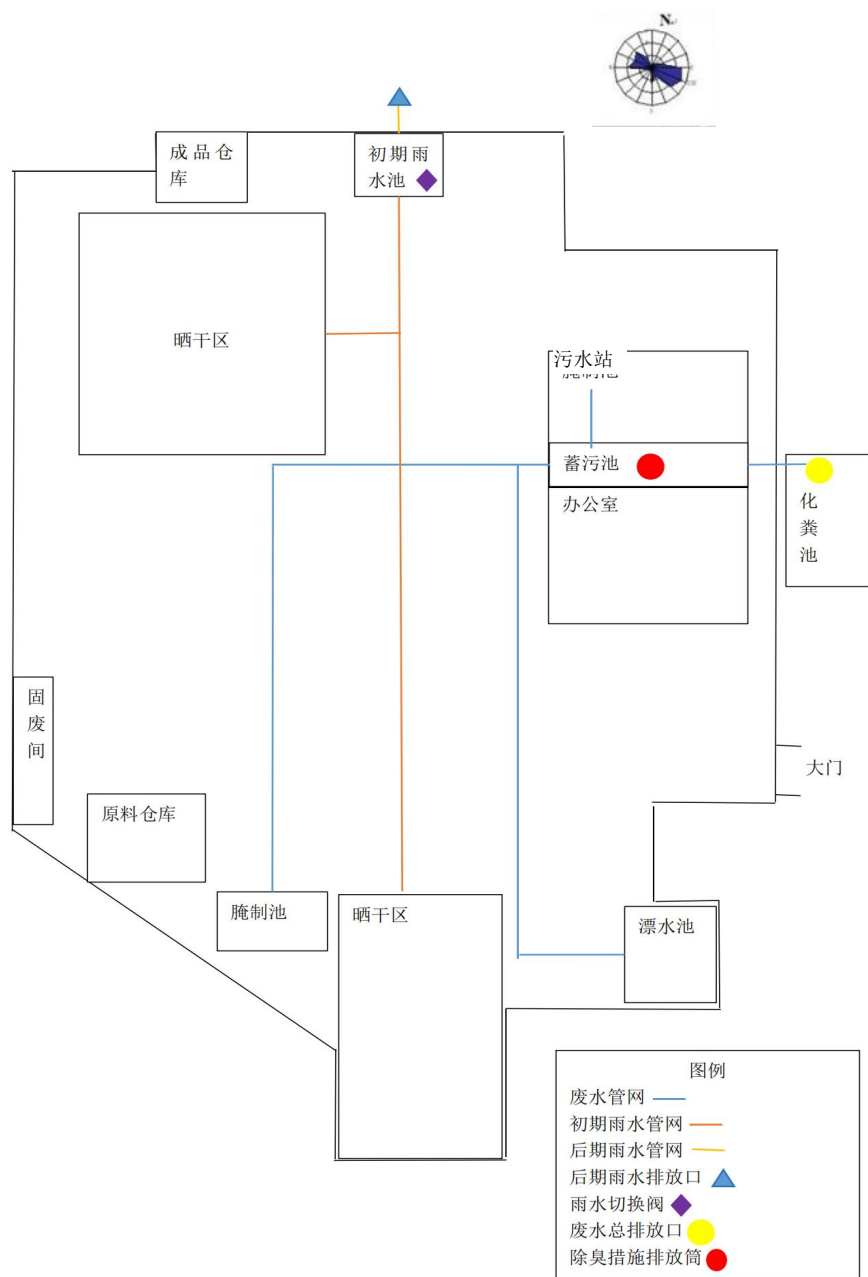 N
成品仓
库
初期雨
水池
晒干区
污水站
蓄污池
办公室
化
粪
池
固
废
间
大门
原料仓库
腌制池
晒干区
漂水池
图例
废水管网
初期雨水管网
后期雨水管网
后期雨水排放口
雨水切换阀
废水总排放口
除臭措施排放筒